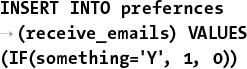 INSERT INTO prefernces
→(receive_emails) VALUES
(IF(something='Y', 1, 0))